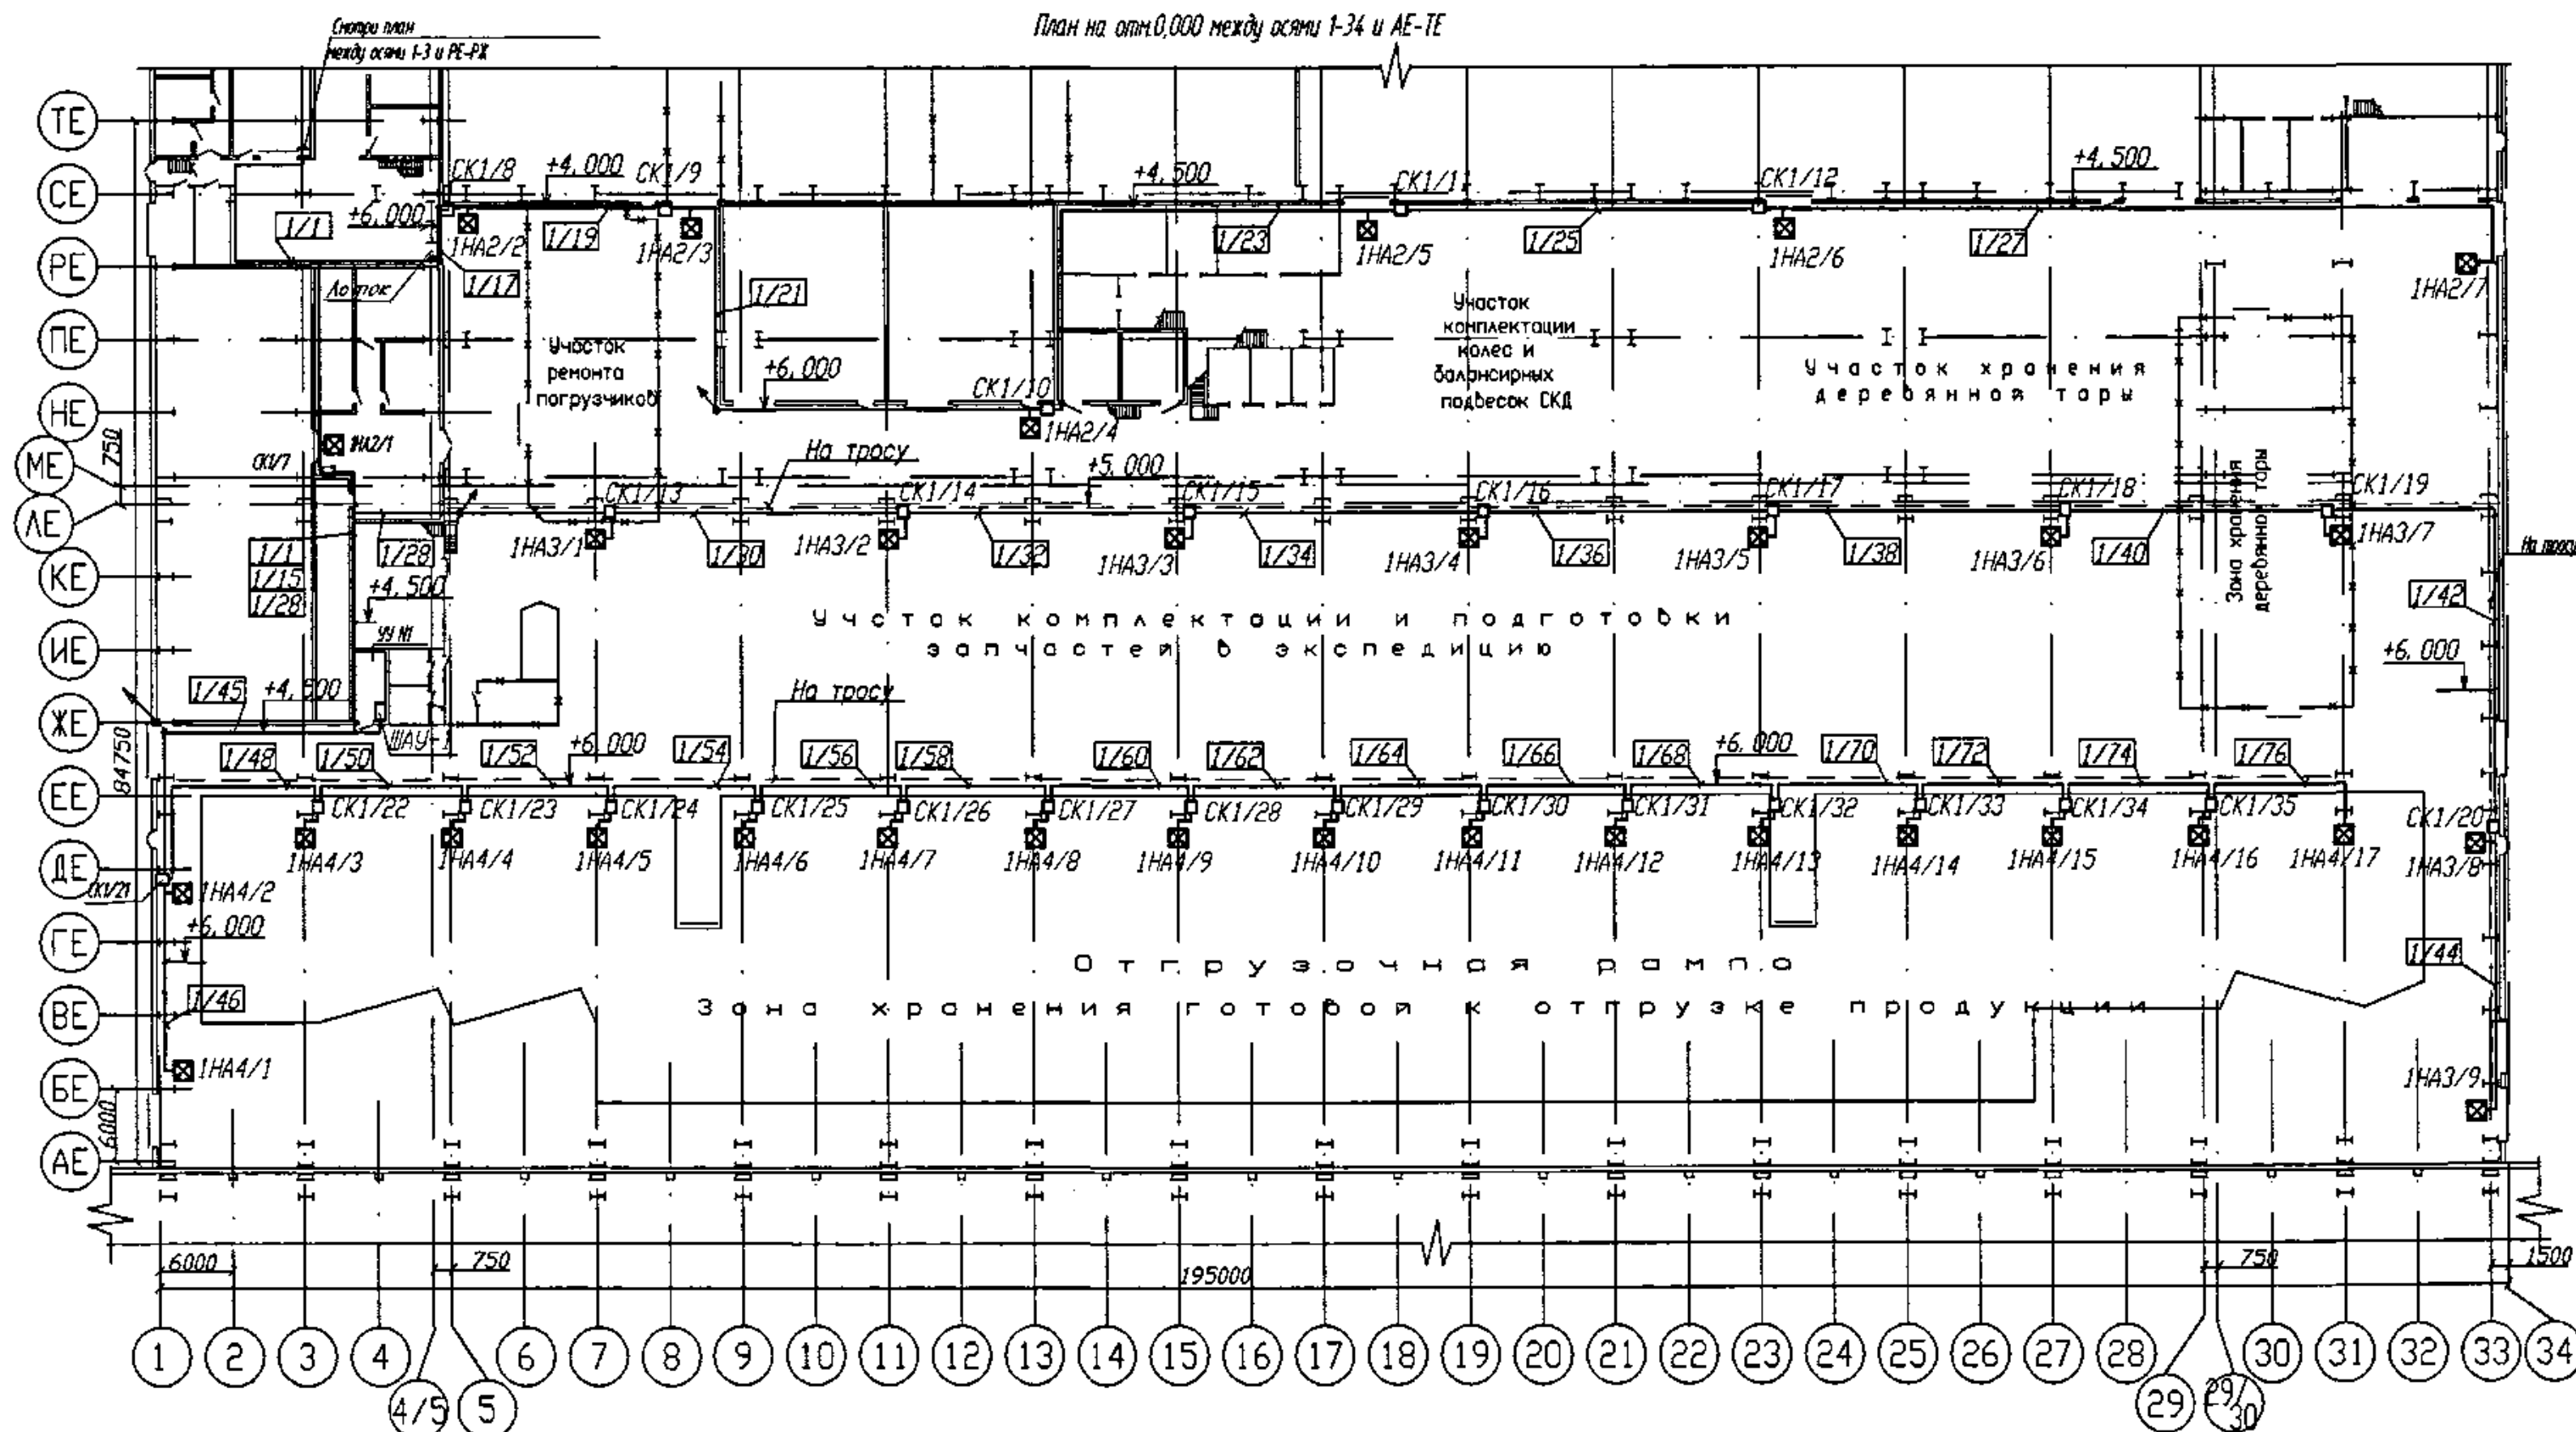 План на отм.0,000 между осями 1-34 и АЕ-ТЕ
Смотри план
между осями 1-3 и РЕ-РЖ
ТЕ
СК1/8
+4,000
СК1/9
+4,500
СК1/11
СК1/12
+4,500
СЕ
1/1
+6,000
1НА2/2
1/19
1НА2/3
1/23
1НА2/5
1/25
1НА2/6
1/27
1НА2/7
РЕ
Лоток
1/17
1/21
ПЕ
Участок
ремонта
погрузчиков
Участок
комплектации
колес и
балансирных
подвесок СКД
Участок хранения
деревянной тары
+6,000
СК1/10
НЕ
1НА2/1
1НА2/4
МЕ
750
СК1/7
На тросу
+5,000
СК1/13
СК1/14
СК1/15
СК1/16
СК1/17
СК1/18
СК1/19
Зона хранения
деревянной тары
ЛЕ
1/1
1/15
1/28
1/28
1НА3/1
1/30
1НА3/2
1/32
1НА3/3
1/34
1НА3/4
1/36
1НА3/5
1/38
1НА3/6
1/40
1НА3/7
На тросу
КЕ
+4,500
1/42
Участок комплектации и подготовки
запчастей в экспедицию
УУ №1
ИЕ
+6,000
1/45
+4,500
На тросу
ЖЕ
ШАУ-1
84750
1/48
1/50
1/52
+6,000
1/54
1/56
1/58
1/60
1/62
1/64
1/66
1/68
+6,000
1/70
1/72
1/74
1/76
ЕЕ
СК1/22
СК1/23
СК1/24
СК1/25
СК1/26
СК1/27
СК1/28
СК1/29
СК1/30
СК1/31
СК1/32
СК1/33
СК1/34
СК1/35
СК1/20
1НА4/3
1НА4/4
1НА4/5
1НА4/6
1НА4/7
1НА4/8
1НА4/9
1НА4/10
1НА4/11
1НА4/12
1НА4/13
1НА4/14
1НА4/15
1НА4/16
1НА4/17
1НА3/8
ДЕ
СК1/21
1НА4/2
ГЕ
+6,000
Отгрузочная рампа
1/44
1/46
Зона хранения готовой к отгрузке продукции
ВЕ
1НА4/1
БЕ
1НА3/9
6000
АЕ
6000
750
195000
750
1500
1
2
3
4
4/5
5
6
7
8
9
10
11
12
13
14
15
16
17
18
19
20
21
22
23
24
25
26
27
28
29
29/30
30
31
32
33
34